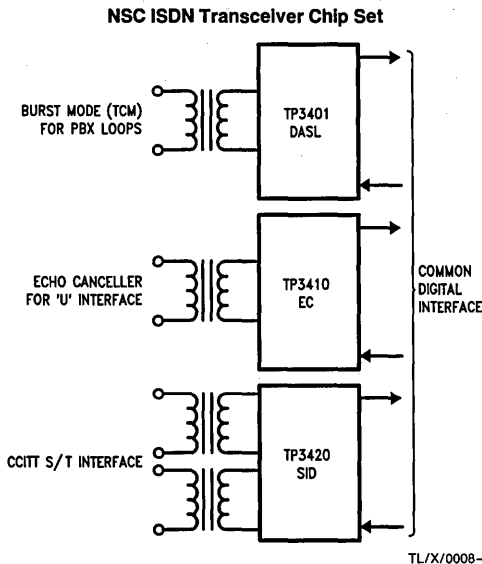 NSC ISDN Transceiver Chip Set
BURST MODE (TCM)
FOR PBX LOOPS
TP3401
DASL
ECHO CANCELLER
FOR 'U' INTERFACE
TP3410
EC
COMMON
DIGITAL
INTERFACE
CCITT S/T INTERFACE
TP3420
SID
TL/X/0008-